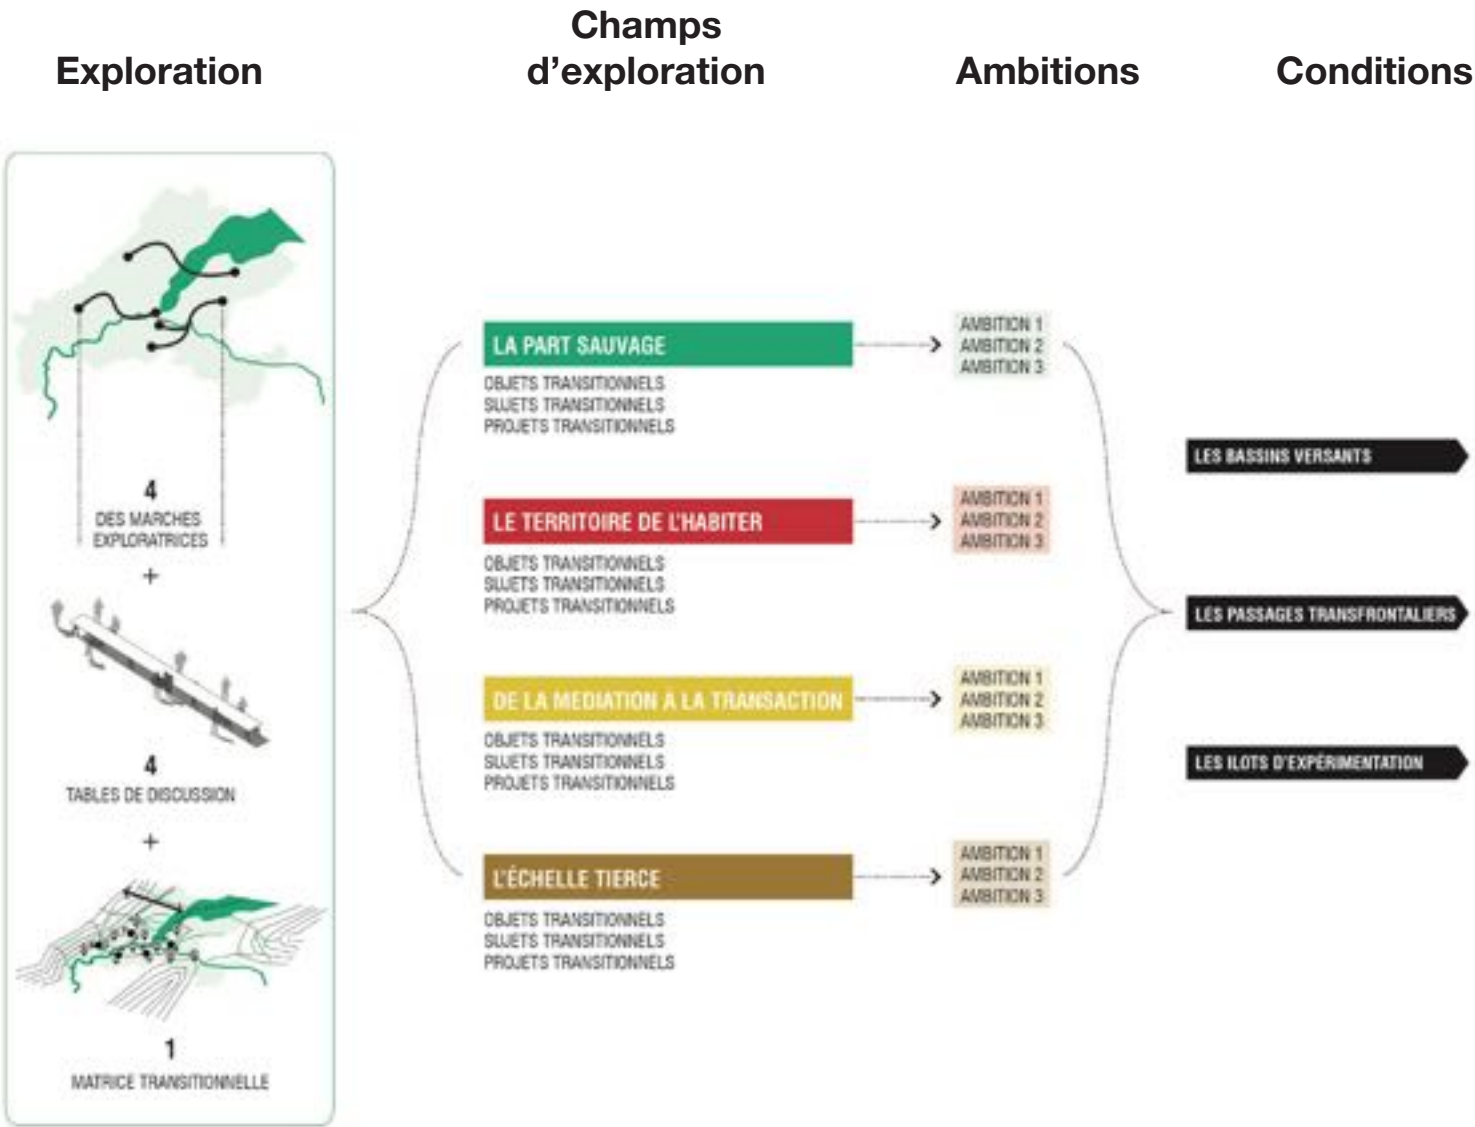 Exploration
Champs
d'exploration
Ambitions
Conditions
4
DES MARCHES
EXPLORATRICES
+
4
TABLES DE DISCUSSION
+
1
MATRICE TRANSITIONNELLE
LA PART SAUVAGE
OBJETS TRANSITIONNELS
SUJETS TRANSITIONNELS
PROJETS TRANSITIONNELS
LE TERRITOIRE DE L'HABITER
OBJETS TRANSITIONNELS
SUJETS TRANSITIONNELS
PROJETS TRANSITIONNELS
DE LA MEDIATION À LA TRANSACTION
OBJETS TRANSITIONNELS
SUJETS TRANSITIONNELS
PROJETS TRANSITIONNELS
L'ÉCHELLE TIERCE
OBJETS TRANSITIONNELS
SUJETS TRANSITIONNELS
PROJETS TRANSITIONNELS
AMBITION 1
AMBITION 2
AMBITION 3
AMBITION 1
AMBITION 2
AMBITION 3
AMBITION 1
AMBITION 2
AMBITION 3
AMBITION 1
AMBITION 2
AMBITION 3
LES BASSINS VERSANTS
LES PASSAGES TRANSFRONTALIERS
LES ILOTS D'EXPÉRIMENTATION